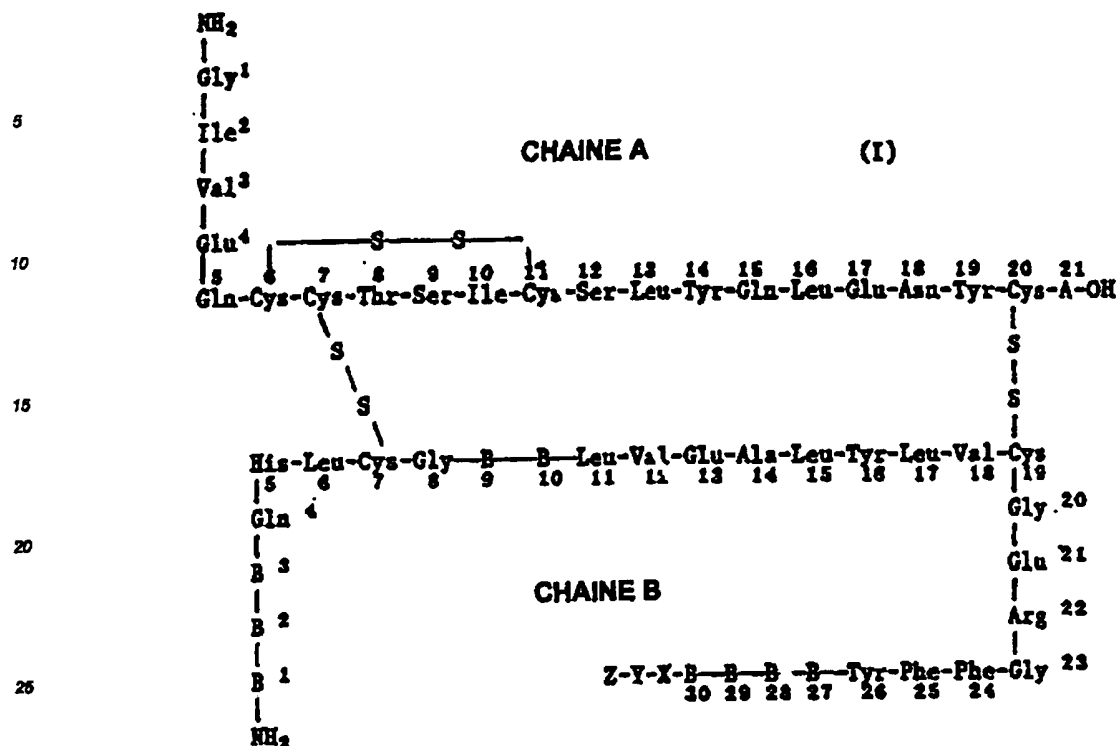 NH₂
Gly¹
5
Ile²
CHAINE A (I)
Val³
Glu⁴ S S
10
5 6 7 8 9 10 11 12 13 14 15 16 17 18 19 20 21
Gln-Cys-Cys-Thr-Ser-Ile-Cys-Ser-Leu-Tyr-Gln-Leu-Glu-Asn-Tyr-Cys-A-OH
S S
15
S S
His-Leu-Cys-Gly-B-B-Leu-Val-Glu-Ala-Leu-Tyr-Leu-Val-Cys
5 6 7 8 9 10 11 12 13 14 15 16 17 18 19
Gln 4 Gly 20
20
B 3 Glu 21
CHAINE B
B 2 Arg 22
25
B 1 Z-Y-X-B-B-B-B-Tyr-Phe-Phe-Gly 23
30 29 28 27 26 25 24
NH₂